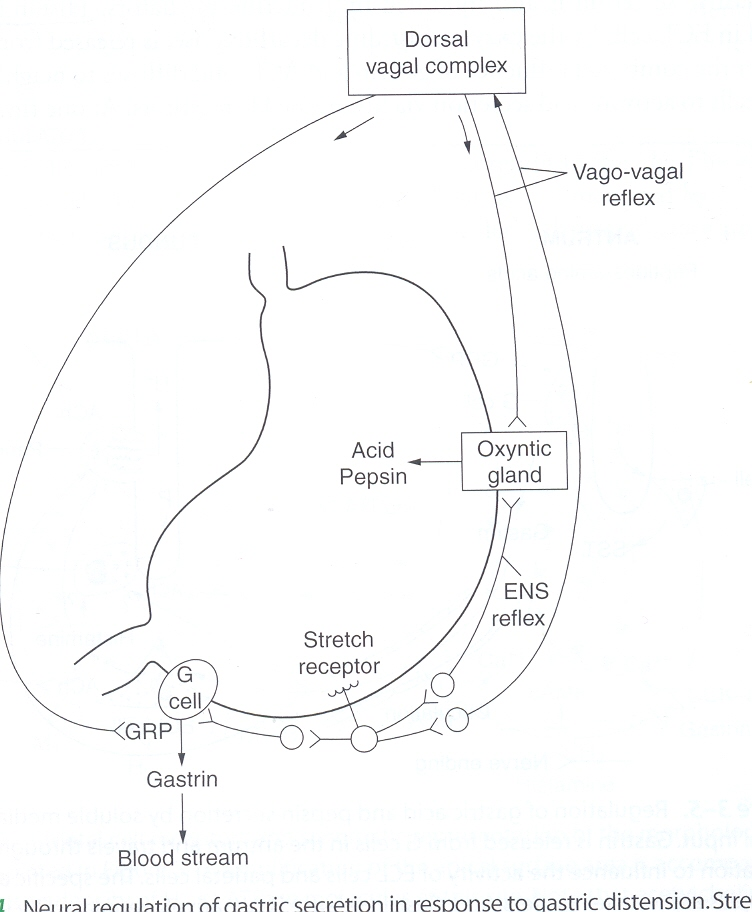 Dorsal
vagal complex
Vago-vagal
reflex
Acid
Pepsin
Oxyntic
gland
ENS
reflex
Stretch
receptor
G
cell
GRP
Gastrin
Blood stream
Neural regulation of gastric secretion in response to gastric distension. Stre